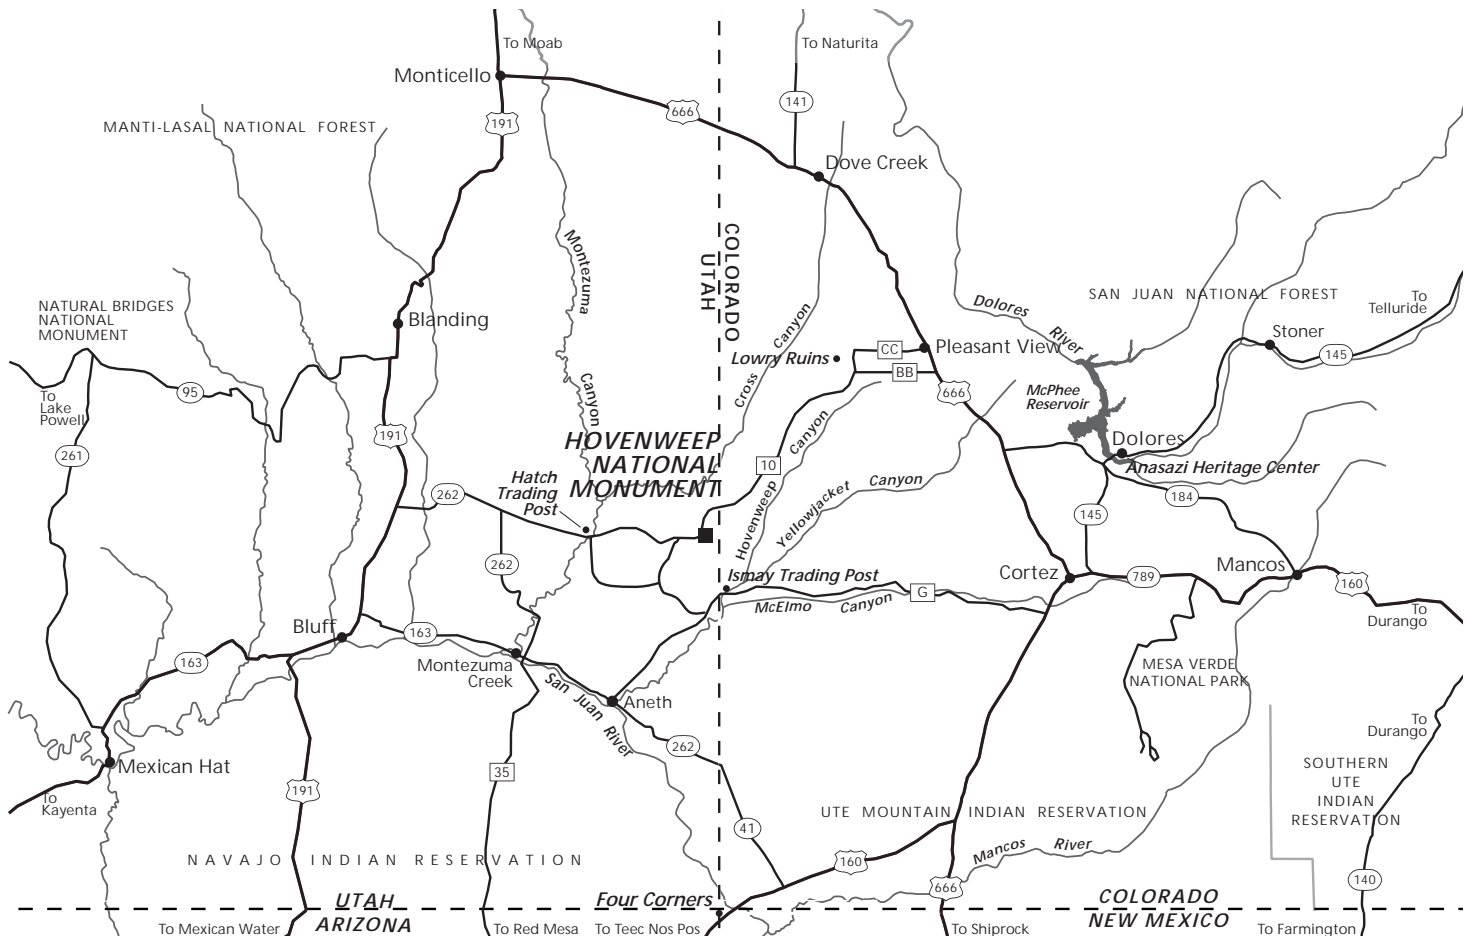 To Moab
To Naturita
Monticello
666
141
191
MANTI-LASAL NATIONAL FOREST
Dove Creek
Montezuma
Canyon
COLORADO
UTAH
Dolores
River
SAN JUAN NATIONAL FOREST
To
Telluride
NATURAL BRIDGES
NATIONAL
MONUMENT
Blanding
Cross Canyon
Stoner
145
CC
Pleasant View
Lowry Ruins
BB
95
To
Lake
Powell
666
McPhee
Reservoir
191
261
HOVENWEEP
NATIONAL
MONUMENT
Dolores
Anasazi Heritage Center
10
Hovenweep Canyon
Yellowjacket Canyon
Hatch
Trading
Post
262
184
145
262
Ismay Trading Post
Cortez
789
Mancos
160
McElmo Canyon
G
To
Durango
Bluff
163
163
Montezuma
Creek
San Juan River
Aneth
MESA VERDE
NATIONAL PARK
To
Durango
262
Mexican Hat
35
191
To
Kayenta
SOUTHERN
UTE
INDIAN
RESERVATION
UTE MOUNTAIN INDIAN RESERVATION
41
NAVAJO INDIAN RESERVATION
160
Mancos River
666
140
Four Corners
UTAH
ARIZONA
COLORADO
NEW MEXICO
To Mexican Water
To Red Mesa
To Teec Nos Pos
To Shiprock
To Farmington